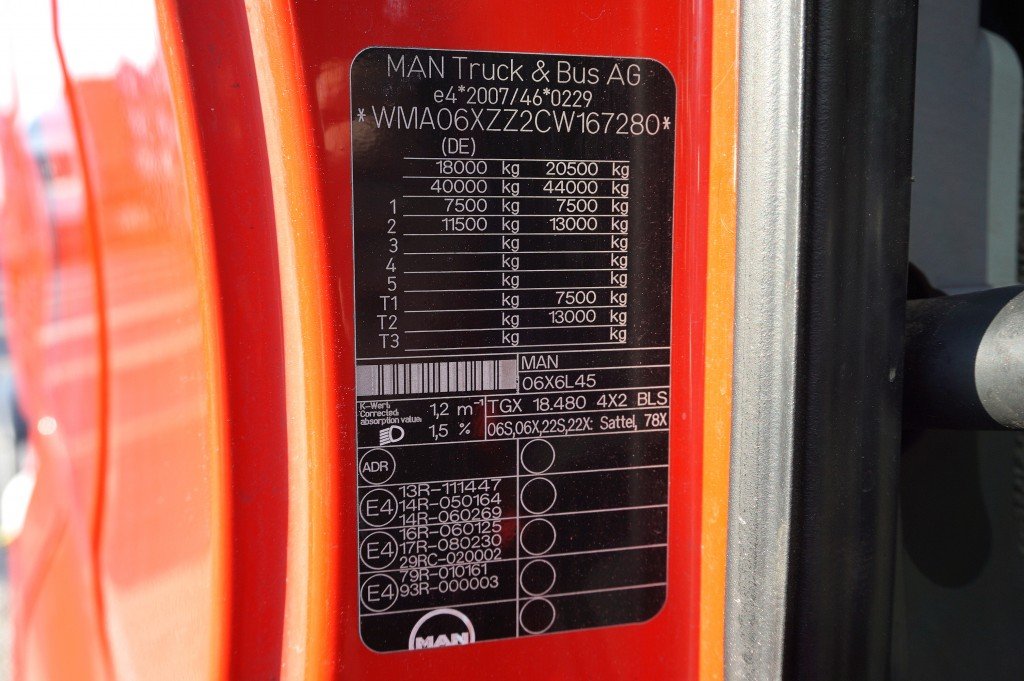 MAN Truck & Bus AG
e4*2007/46*0229
*WMA06XZZ2CW167280*
(DE)
18000 kg 20500 kg
40000 kg 44000 kg
1 7500 kg 7500 kg
2 11500 kg 13000 kg
3 kg kg
4 kg kg
5 kg kg
T1 kg 7500 kg
T2 kg 13000 kg
T3 kg kg
MAN
06X6L45
K-Wert:
Corrected
absorption value: 1,2 m⁻¹ TGX 18.480 4X2 BLS
1,5 % 06S,06X,22S,22X: Sattel, 78X
ADR
13R-111447
E4 14R-050164
14R-060269
16R-060125
E4 17R-080230
29RC-020002
79R-010161
E4 93R-000003
MAN